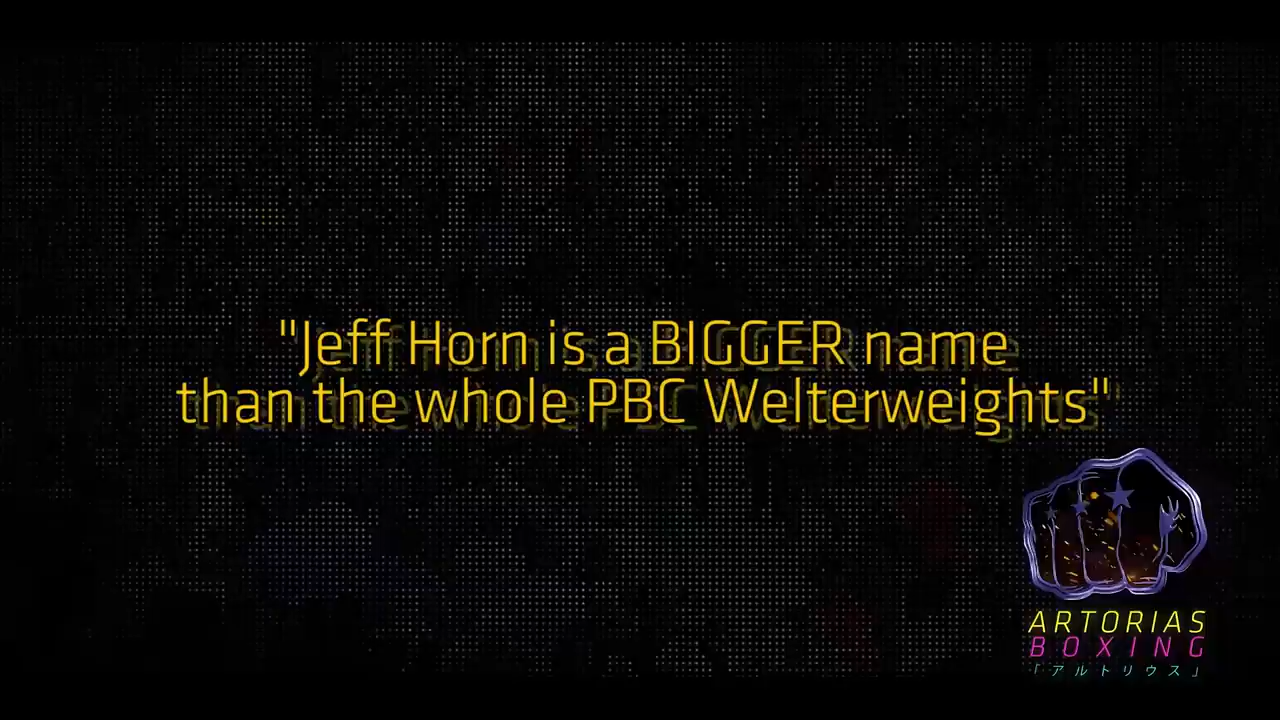 "Jeff Horn is a BIGGER name
than the whole PBC Welterweights"
ARTORIAS
BOXING
「アルトリウス」